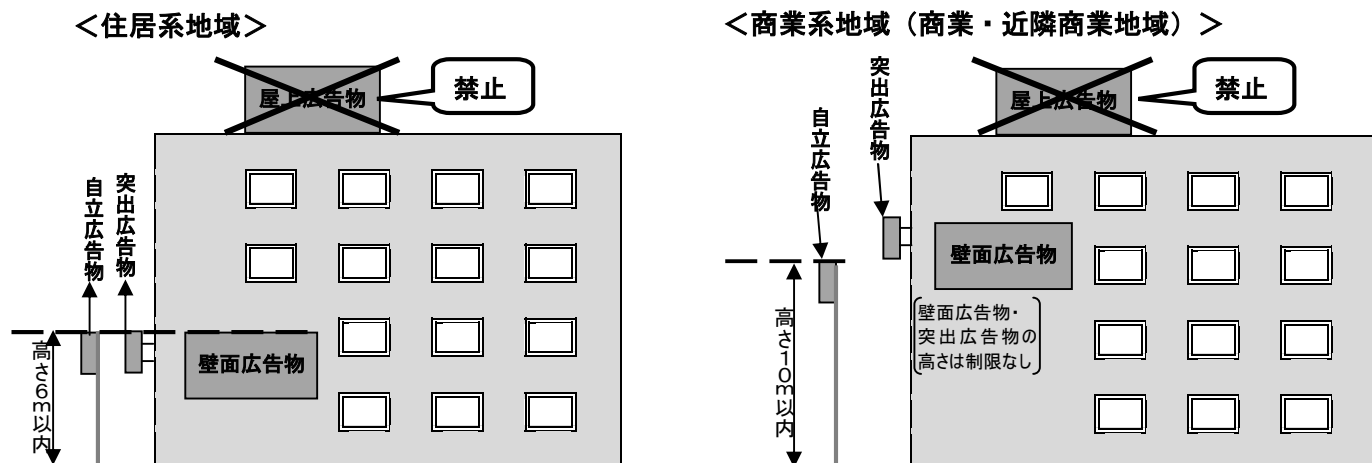 ＜住居系地域＞
屋上広告物
禁止
自立広告物
突出広告物
壁面広告物
高さ6ｍ以内
＜商業系地域（商業・近隣商業地域）＞
屋上広告物
禁止
突出広告物
自立広告物
壁面広告物
壁面広告物・
突出広告物の
高さは制限なし
高さ10ｍ以内